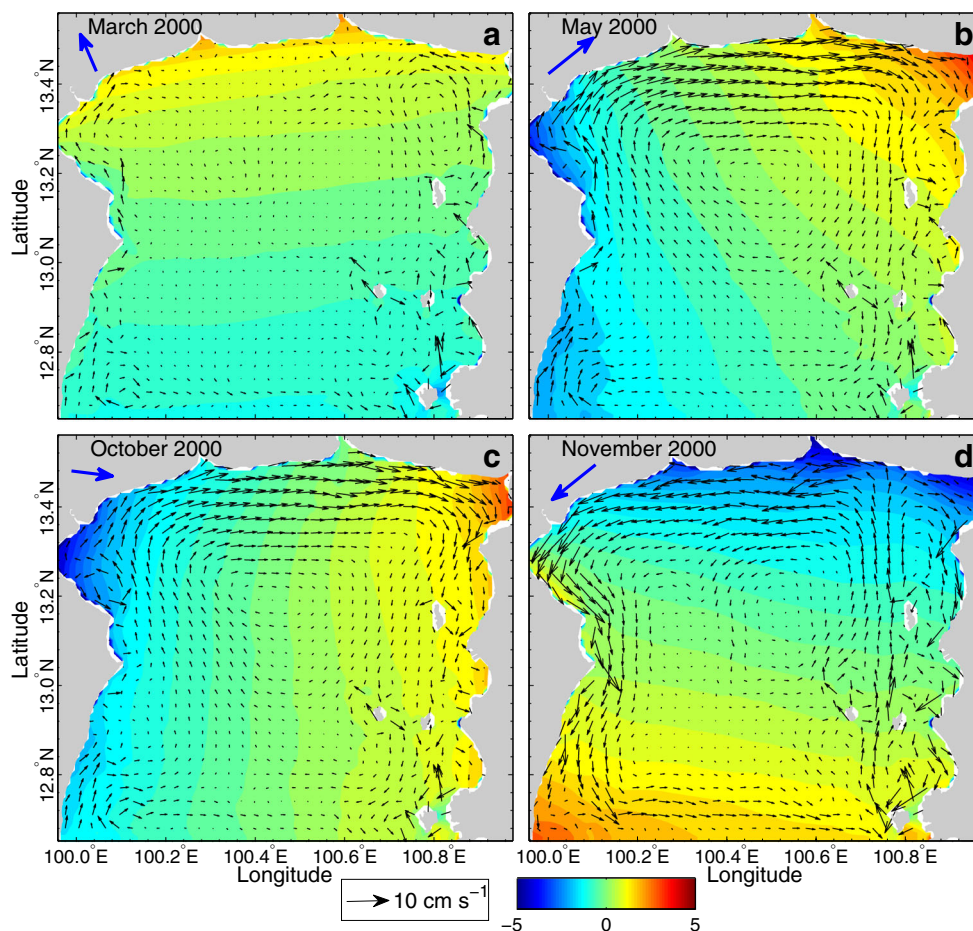 March 2000
a
May 2000
b
Latitude
13.4°N
13.2°N
13.0°N
12.8°N
October 2000
c
November 2000
d
Latitude
13.4°N
13.2°N
13.0°N
12.8°N
100.0°E 100.2°E 100.4°E 100.6°E 100.8°E
100.0°E 100.2°E 100.4°E 100.6°E 100.8°E
Longitude
Longitude
10 cm s⁻¹
−5 0 5